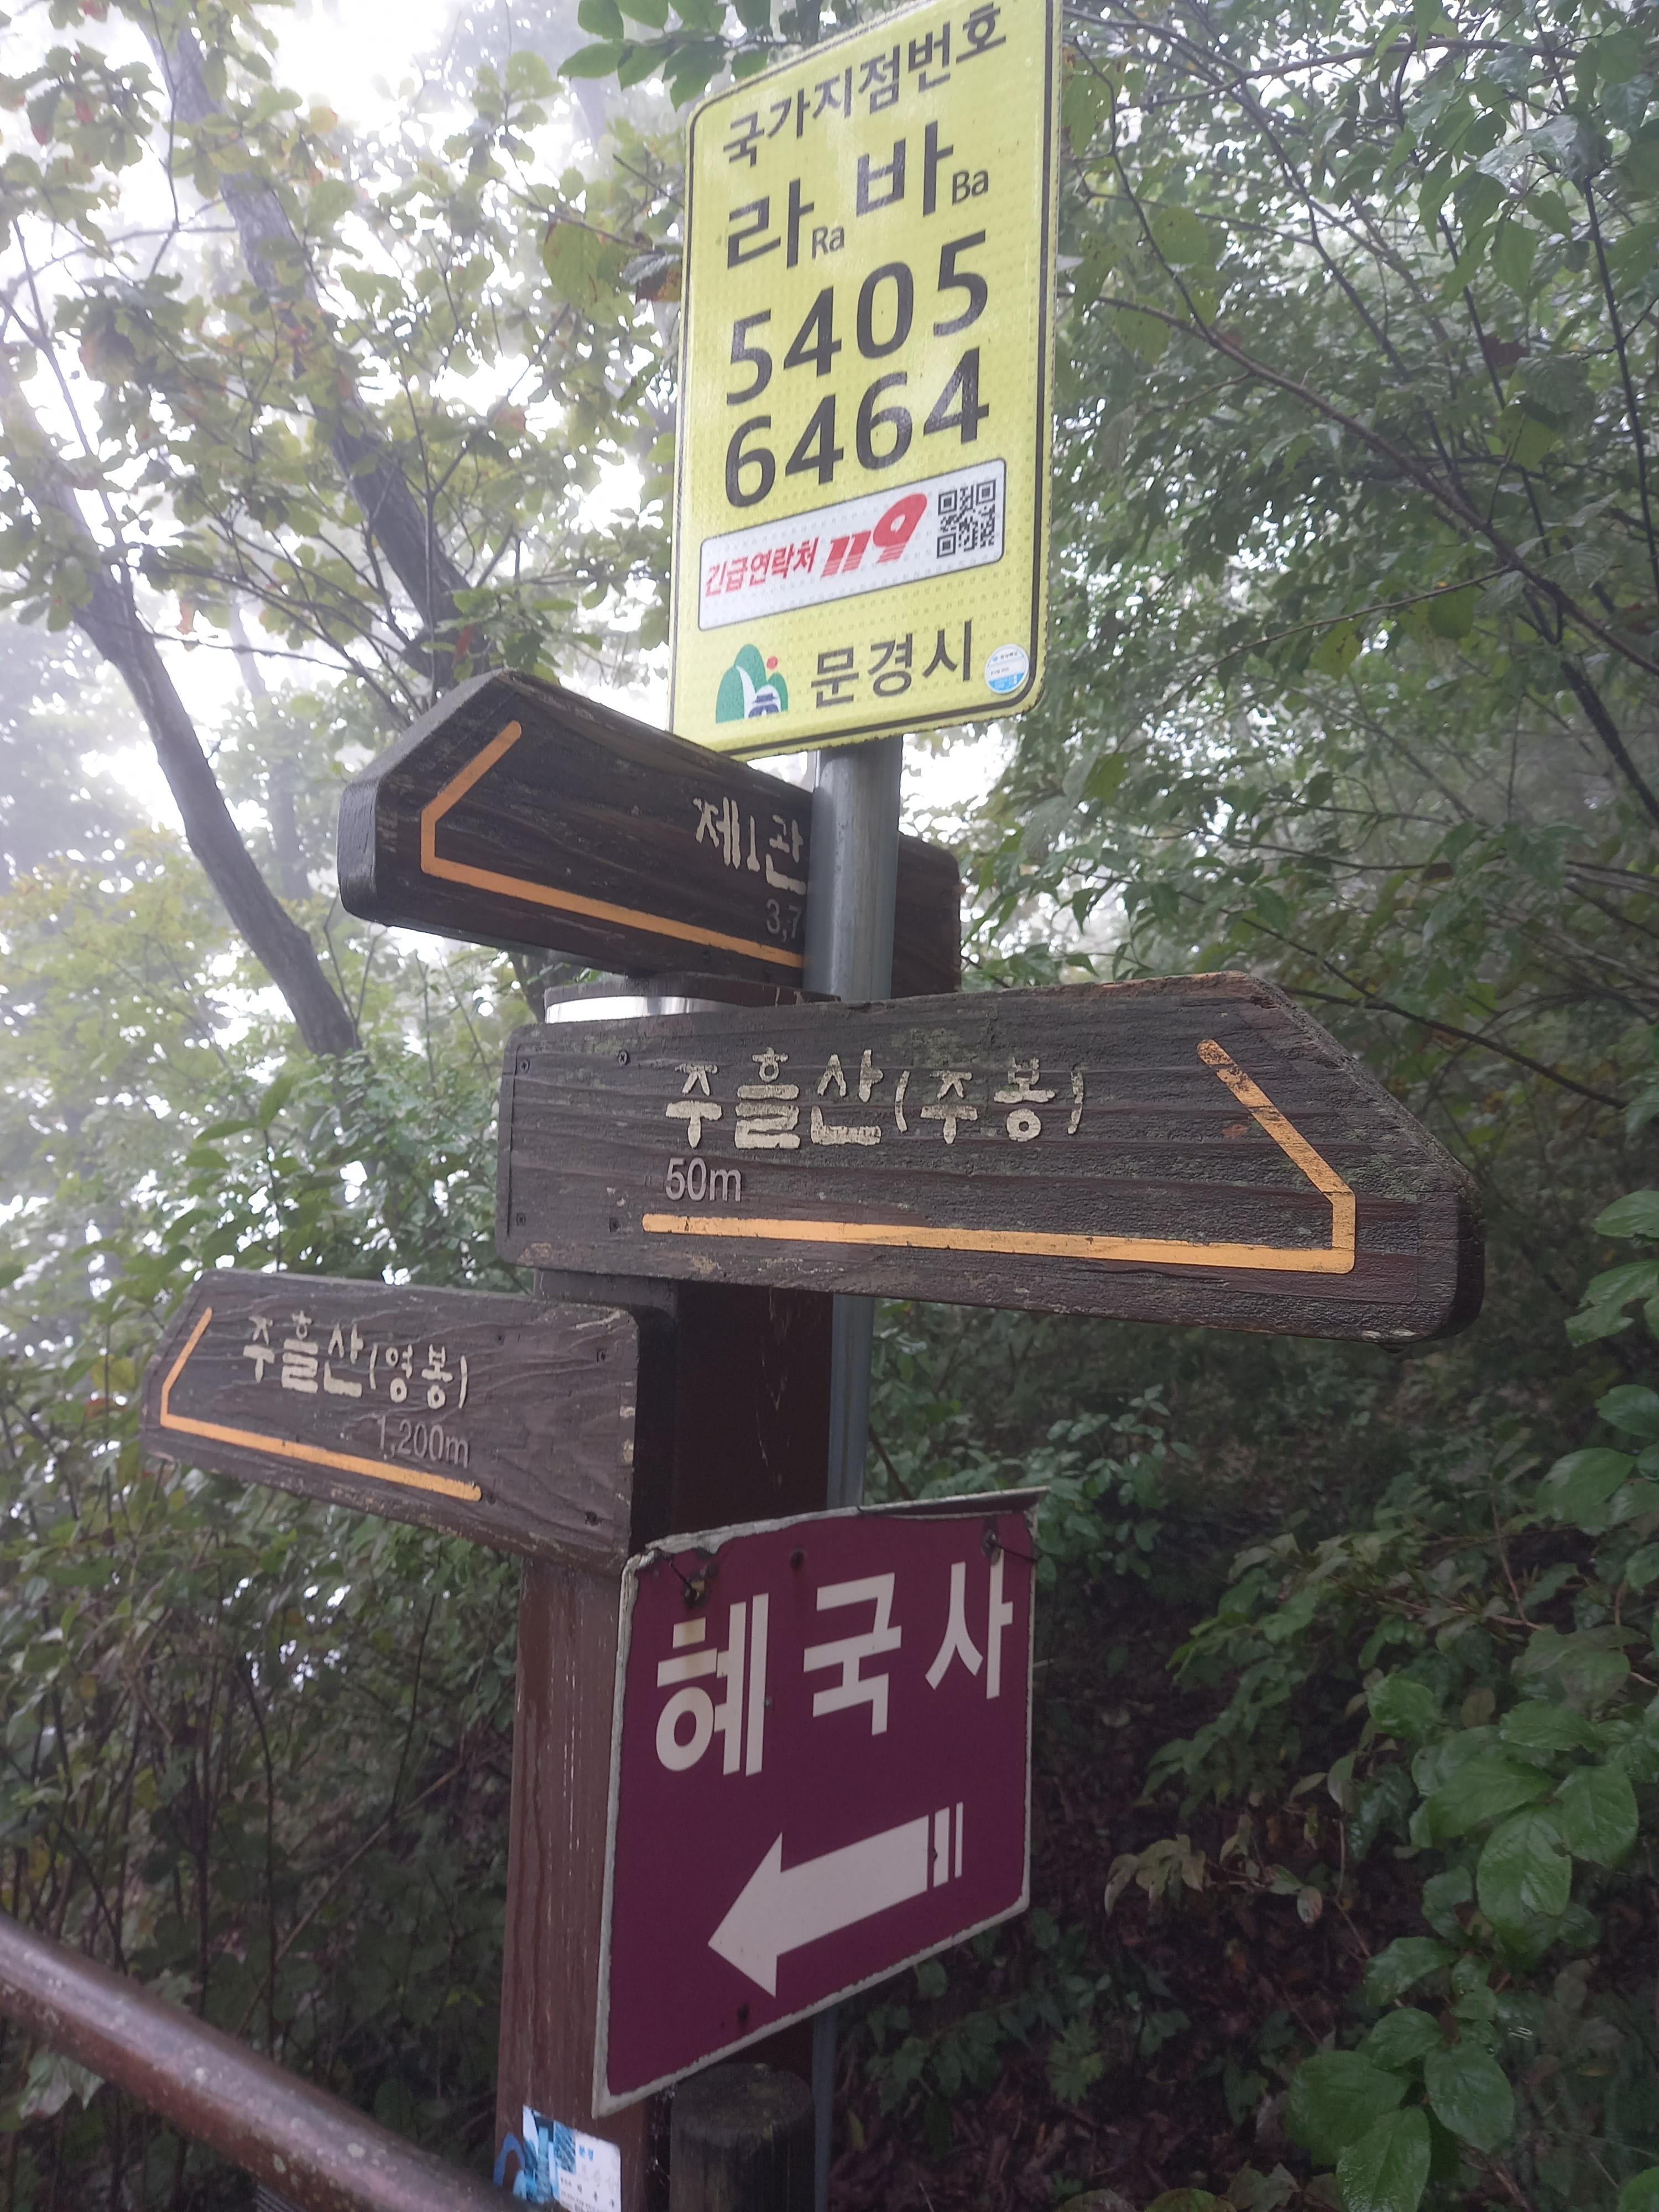 국가지점번호
라Ra 바Ba
5405
6464
긴급연락처 119
문경시
제1관
3,7
주흘산(주봉)
50m
주흘산(영봉)
1,200m
혜국사